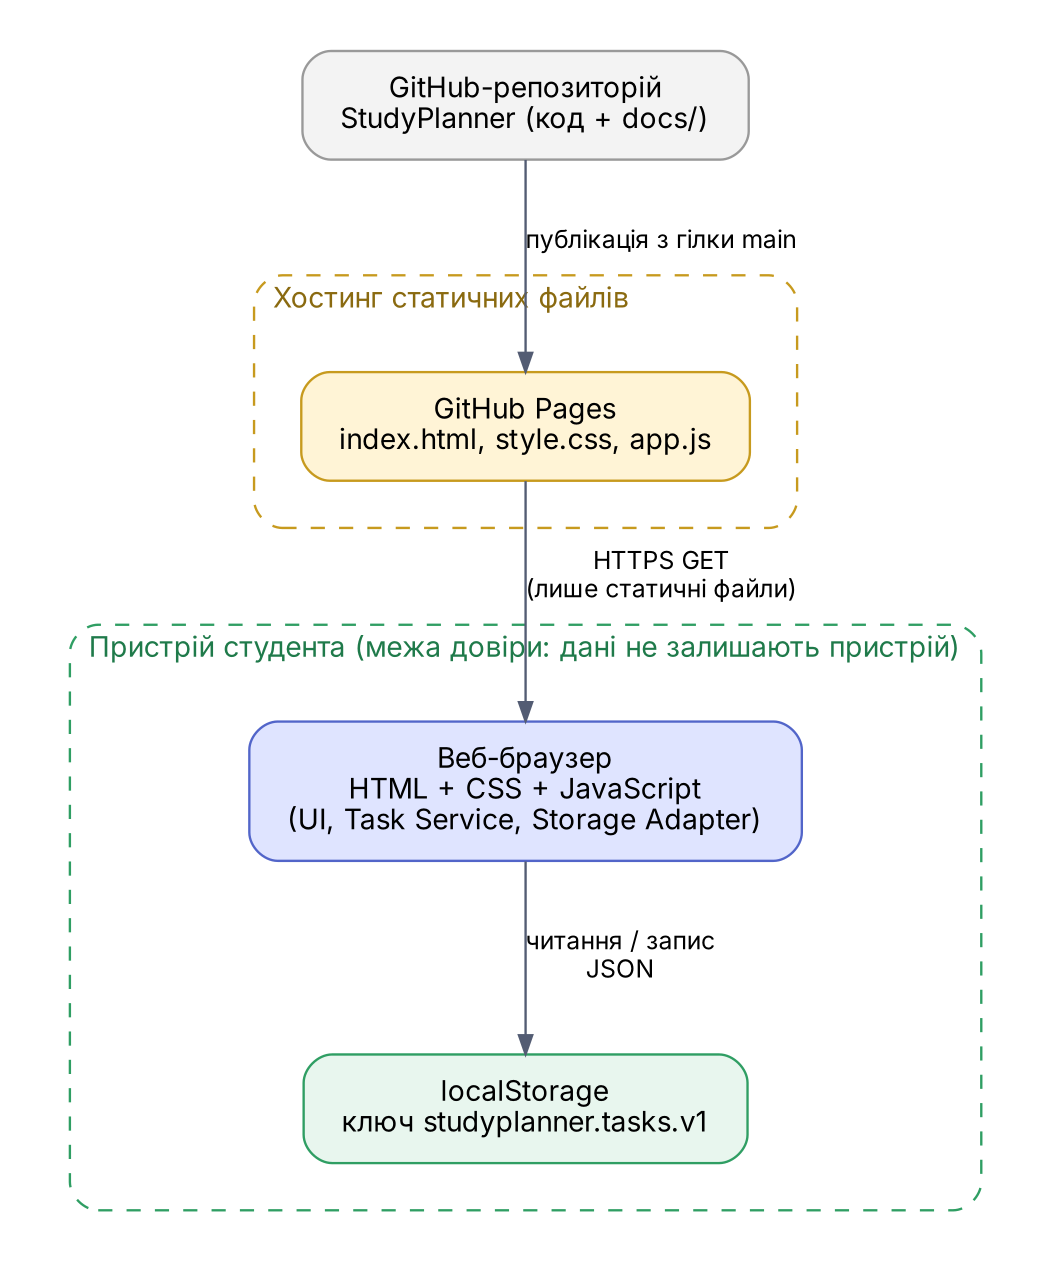 GitHub-репозиторій
StudyPlanner (код + docs/)
публікація з гілки main
Хостинг статичних файлів
GitHub Pages
index.html, style.css, app.js
HTTPS GET
(лише статичні файли)
Пристрій студента (межа довіри: дані не залишають пристрій)
Веб-браузер
HTML + CSS + JavaScript
(UI, Task Service, Storage Adapter)
читання / запис
JSON
localStorage
ключ studyplanner.tasks.v1